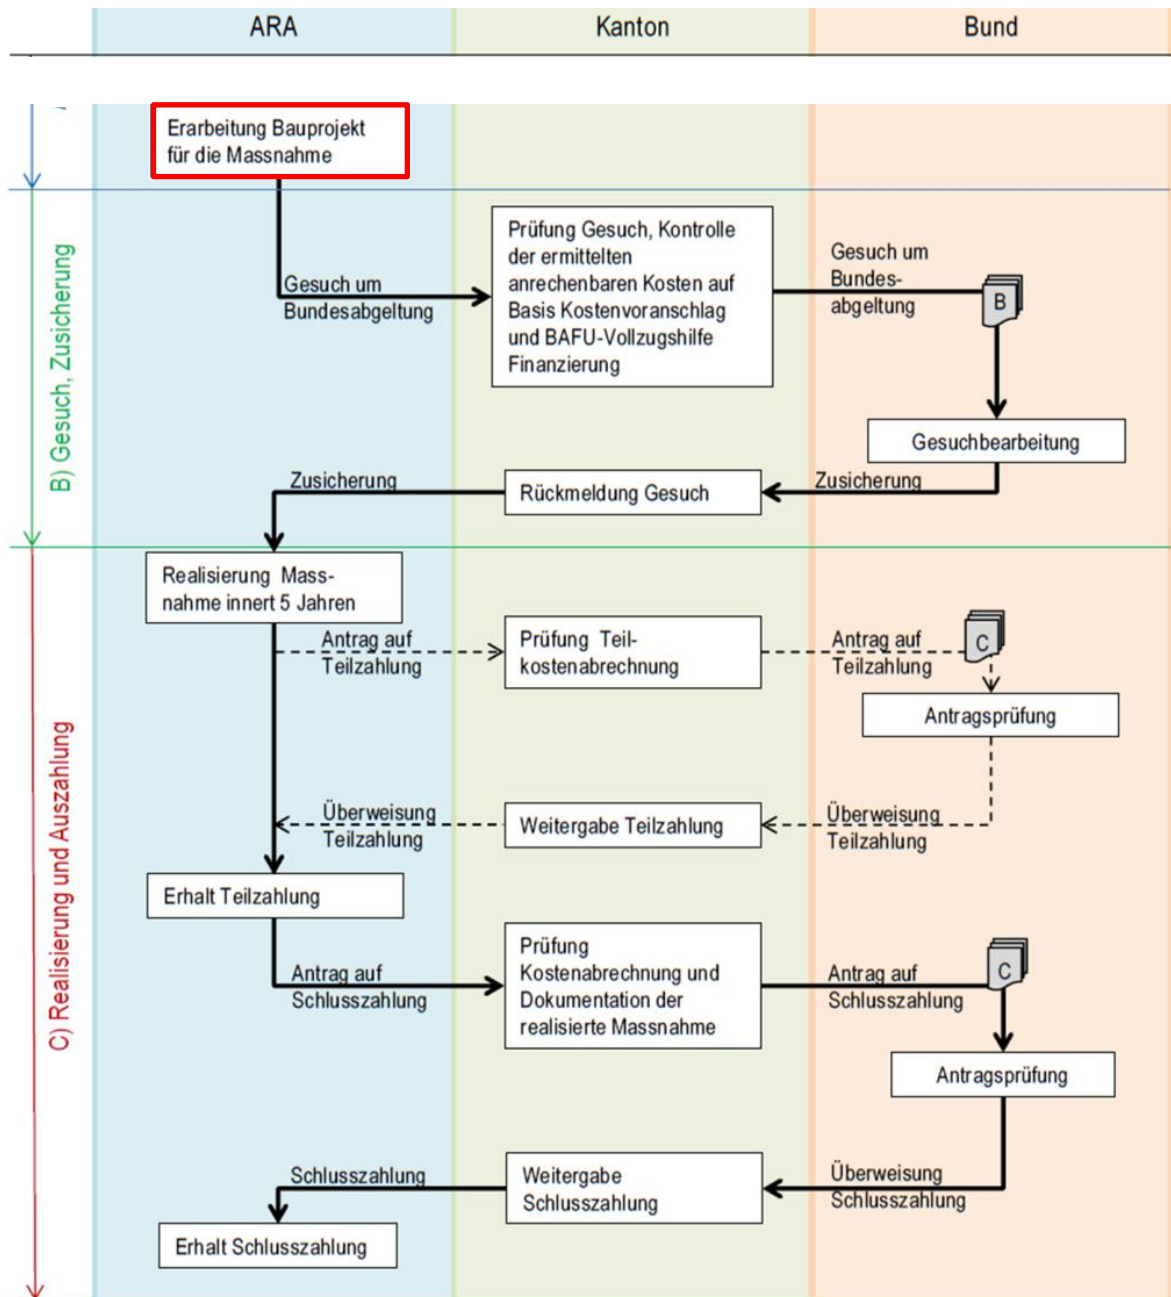 ARA
Kanton
Bund
Erarbeitung Bauprojekt
für die Massnahme
B) Gesuch, Zusicherung
Gesuch um
Bundesabgeltung
Prüfung Gesuch, Kontrolle
der ermittelten
anrechenbaren Kosten auf
Basis Kostenvoranschlag
und BAFU-Vollzugshilfe
Finanzierung
Gesuch um
Bundes-
abgeltung
B
Gesuchbearbeitung
Zusicherung
Rückmeldung Gesuch
Zusicherung
C) Realisierung und Auszahlung
Realisierung Mass-
nahme innert 5 Jahren
Antrag auf
Teilzahlung
Prüfung Teil-
kostenabrechnung
Antrag auf
Teilzahlung
C
Antragsprüfung
Überweisung
Teilzahlung
Weitergabe Teilzahlung
Überweisung
Teilzahlung
Erhalt Teilzahlung
Antrag auf
Schlusszahlung
Prüfung
Kostenabrechnung und
Dokumentation der
realisierte Massnahme
Antrag auf
Schlusszahlung
C
Antragsprüfung
Schlusszahlung
Weitergabe
Schlusszahlung
Überweisung
Schlusszahlung
Erhalt Schlusszahlung